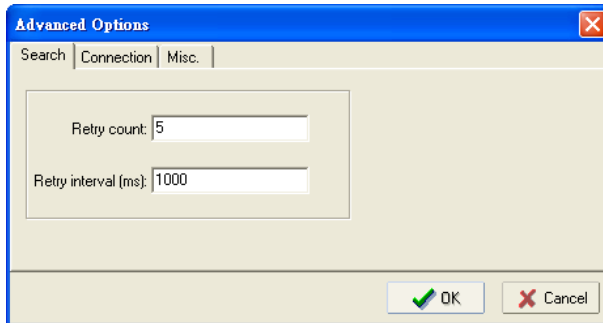 Advanced Options
Search Connection Misc.
Retry count: 5
Retry interval (ms): 1000
OK Cancel